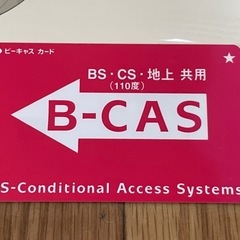 ビーキャス カード
BS・CS・地上 共用
(110度)
B-CAS
S-Conditional Access Systems